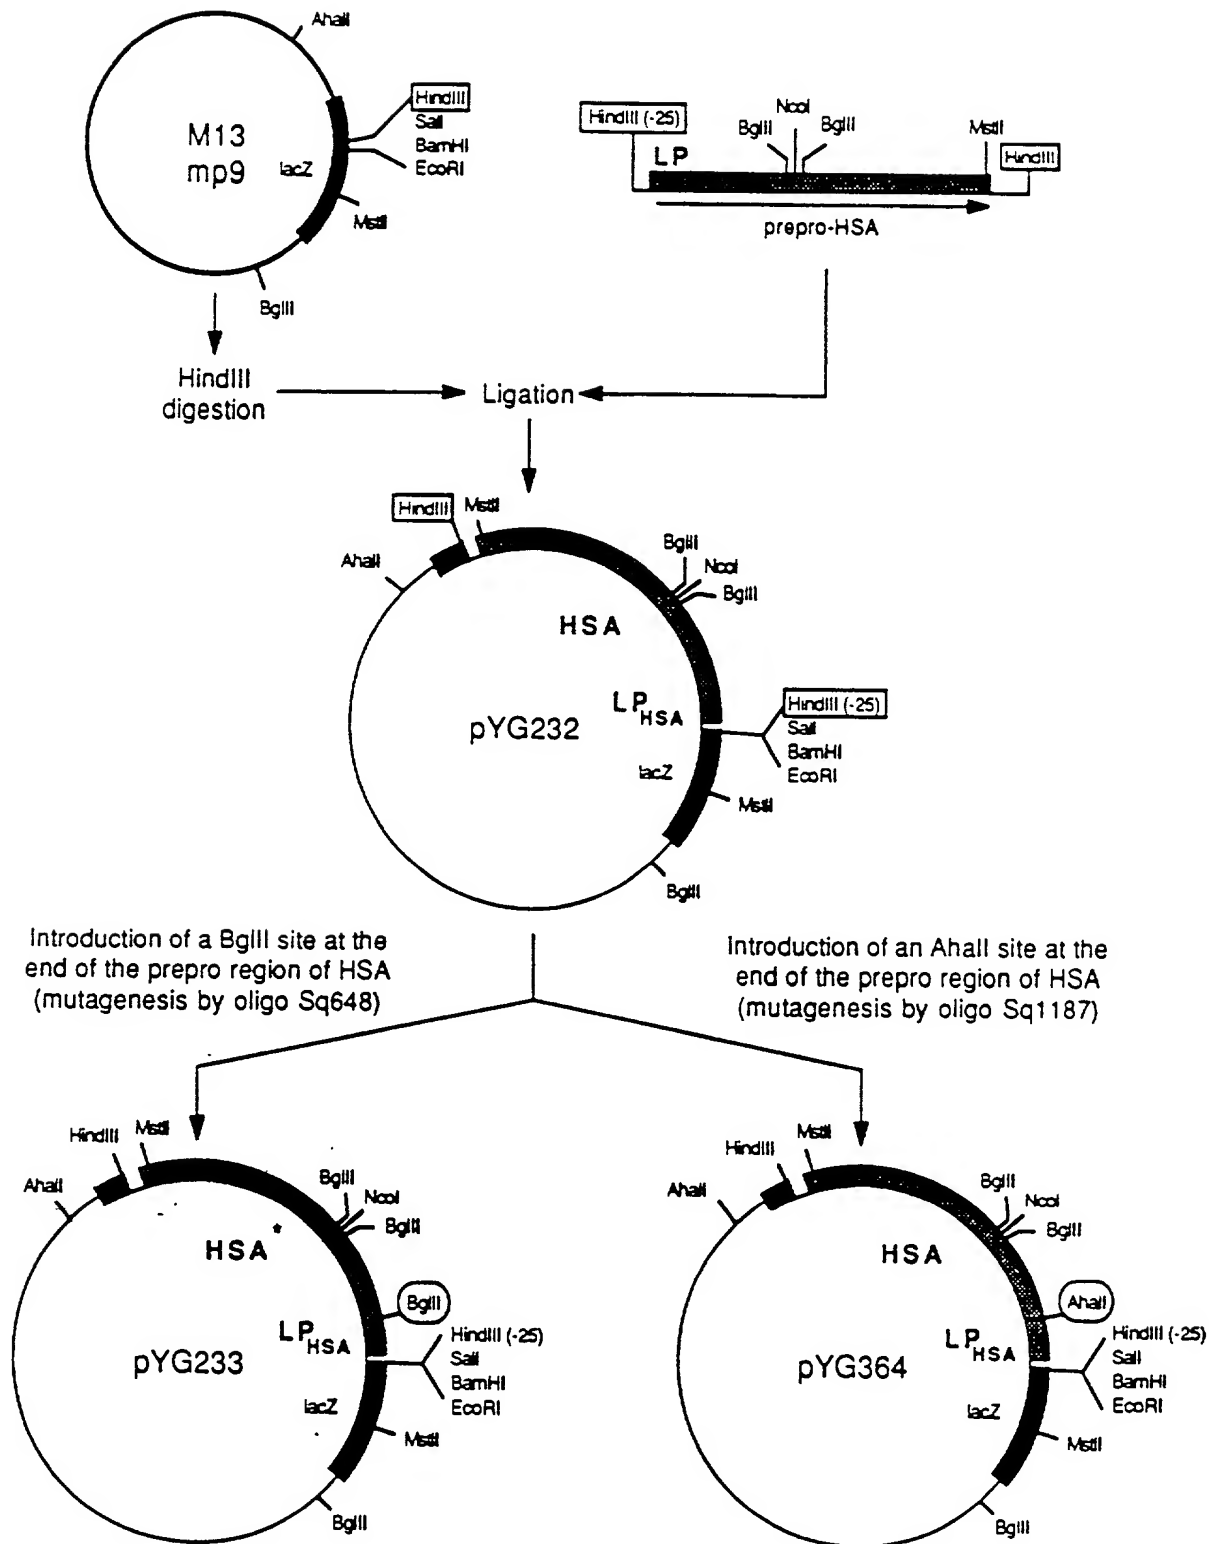 AhaII
HindIII
SalI
BamHI
EcoRI
M13
mp9
lacZ
MstII
BglII
HindIII (-25)
LP
BglII
NcoI
BglII
MstII
HindIII
prepro-HSA
HindIII
digestion
Ligation
HindIII
MstII
AhaII
BglII
NcoI
BglII
HSA
LP HSA
HindIII (-25)
SalI
BamHI
EcoRI
pYG232
lacZ
MstII
BglII
Introduction of a BglII site at the
end of the prepro region of HSA
(mutagenesis by oligo Sq648)
Introduction of an AhaII site at the
end of the prepro region of HSA
(mutagenesis by oligo Sq1187)
HindIII
MstII
AhaII
BglII
NcoI
BglII
HSA*
BglII
LP HSA
HindIII (-25)
SalI
BamHI
EcoRI
pYG233
lacZ
MstII
BglII
HindIII
MstII
AhaII
BglII
NcoI
BglII
HSA
AhaII
LP HSA
HindIII (-25)
SalI
BamHI
EcoRI
pYG364
lacZ
MstII
BglII